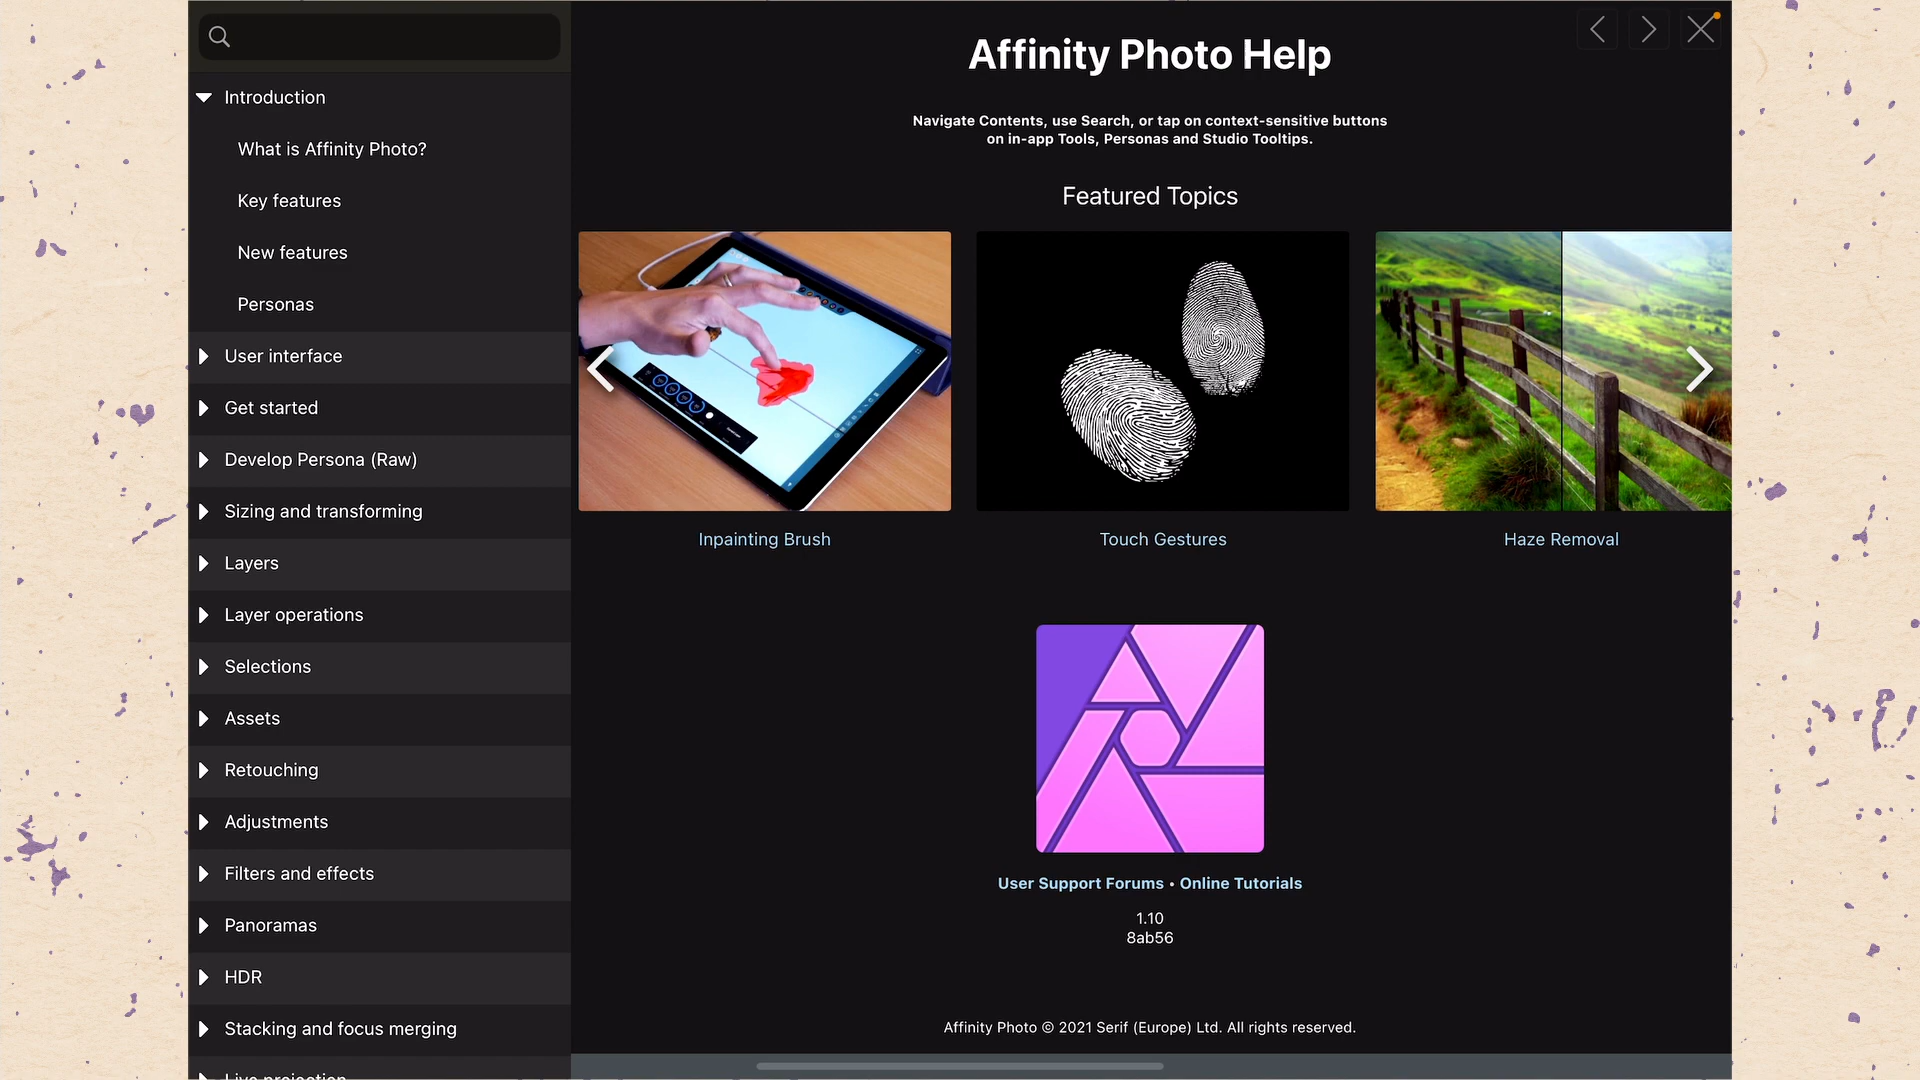 Introduction
What is Affinity Photo?
Key features
New features
Personas
User interface
Get started
Develop Persona (Raw)
Sizing and transforming
Layers
Layer operations
Selections
Assets
Retouching
Adjustments
Filters and effects
Panoramas
HDR
Stacking and focus merging
Live projection
Affinity Photo Help
Navigate Contents, use Search, or tap on context-sensitive buttons
on in-app Tools, Personas and Studio Tooltips.
Featured Topics
Inpainting Brush
Touch Gestures
Haze Removal
User Support Forums • Online Tutorials
1.10
8ab56
Affinity Photo © 2021 Serif (Europe) Ltd. All rights reserved.